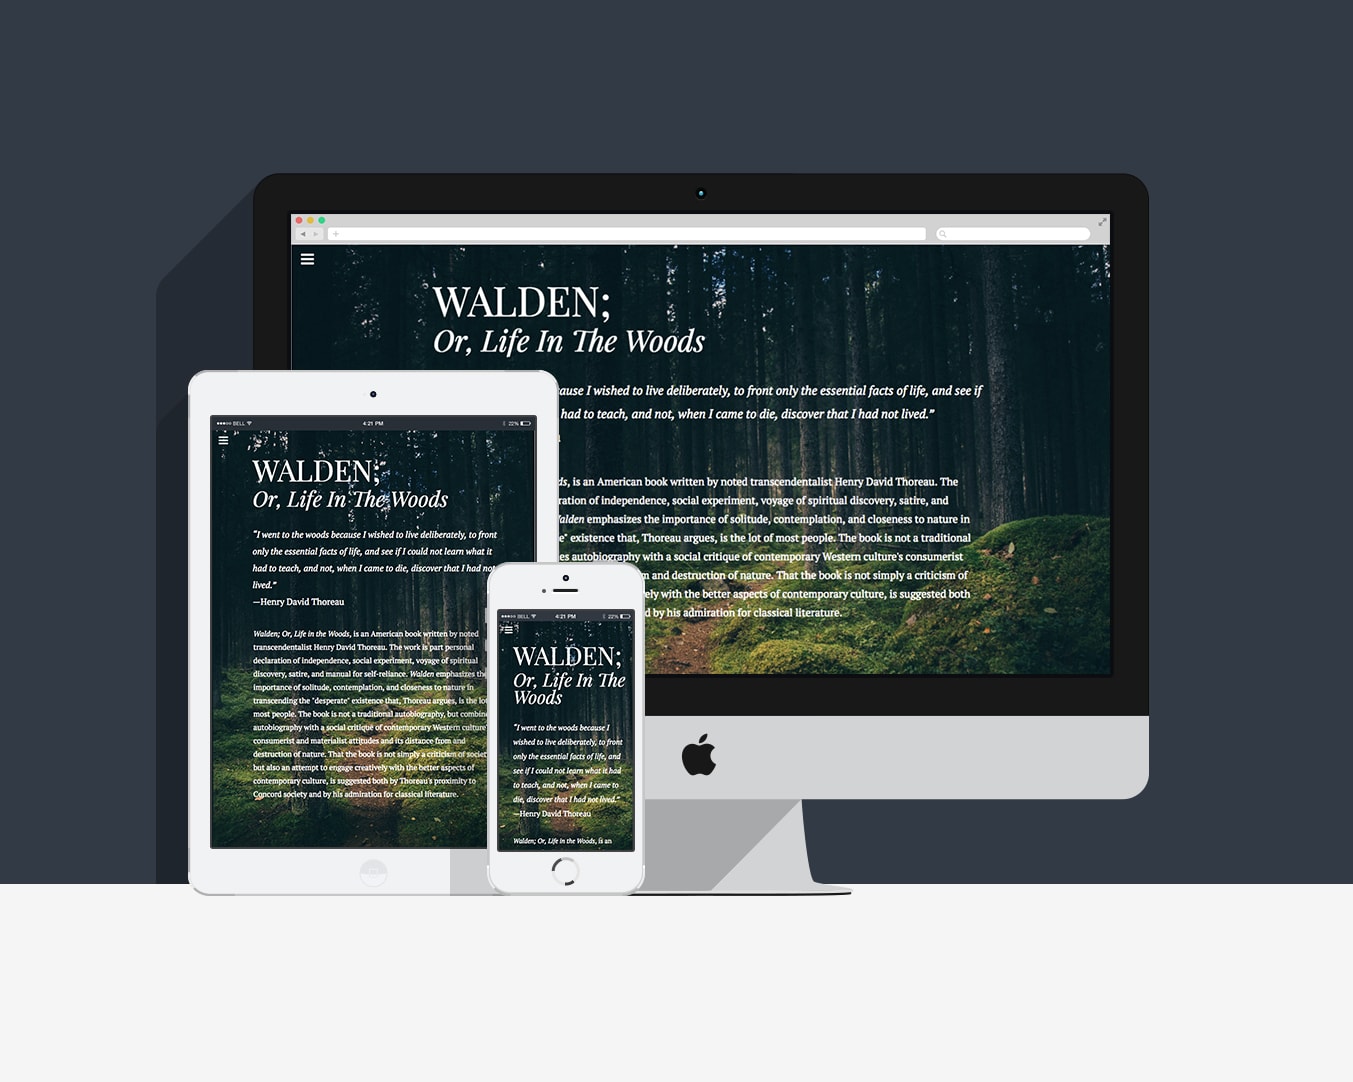 WALDEN;
Or, Life In The Woods
ause I wished to live deliberately, to front only the essential facts of life, and see if
had to teach, and not, when I came to die, discover that I had not lived."
ds, is an American book written by noted transcendentalist Henry David Thoreau. The
ration of independence, social experiment, voyage of spiritual discovery, satire, and
Walden emphasizes the importance of solitude, contemplation, and closeness to nature in
e" existence that, Thoreau argues, is the lot of most people. The book is not a traditional
es autobiography with a social critique of contemporary Western culture's consumerist
m and destruction of nature. That the book is not simply a criticism of
ely with the better aspects of contemporary culture, is suggested both
d by his admiration for classical literature.
BELL 4:21 PM 22%
WALDEN;
Or, Life In The Woods
"I went to the woods because I wished to live deliberately, to front
only the essential facts of life, and see if I could not learn what it
had to teach, and not, when I came to die, discover that I had not
lived."
—Henry David Thoreau
Walden; Or, Life in the Woods, is an American book written by noted
transcendentalist Henry David Thoreau. The work is part personal
declaration of independence, social experiment, voyage of spiritual
discovery, satire, and manual for self-reliance. Walden emphasizes th
importance of solitude, contemplation, and closeness to nature in
transcending the "desperate" existence that, Thoreau argues, is the lot
most people. The book is not a traditional autobiography, but combine
autobiography with a social critique of contemporary Western culture'
consumerist and materialist attitudes and its distance from and
destruction of nature. That the book is not simply a criticism of societ
but also an attempt to engage creatively with the better aspects of
contemporary culture, is suggested both by Thoreau's proximity to
Concord society and by his admiration for classical literature.
BELL 4:21 PM 22%
WALDEN;
Or, Life In The
Woods
"I went to the woods because I
wished to live deliberately, to front
only the essential facts of life, and
see if I could not learn what it had
to teach, and not, when I came to
die, discover that I had not lived."
—Henry David Thoreau
Walden; Or, Life in the Woods, is an